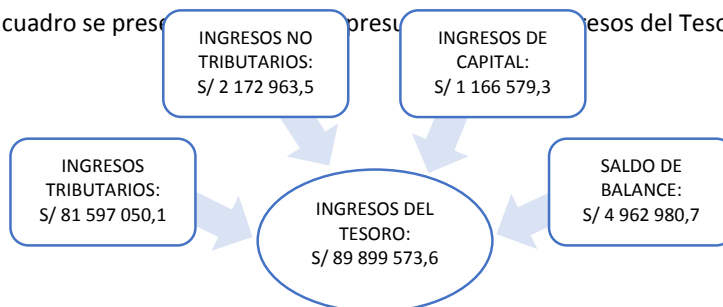 cuadro se presu esos del Teso
INGRESOS NO
TRIBUTARIOS:
S/ 2 172 963,5
INGRESOS DE
CAPITAL:
S/ 1 166 579,3
INGRESOS
TRIBUTARIOS:
S/ 81 597 050,1
INGRESOS DEL
TESORO:
S/ 89 899 573,6
SALDO DE
BALANCE:
S/ 4 962 980,7